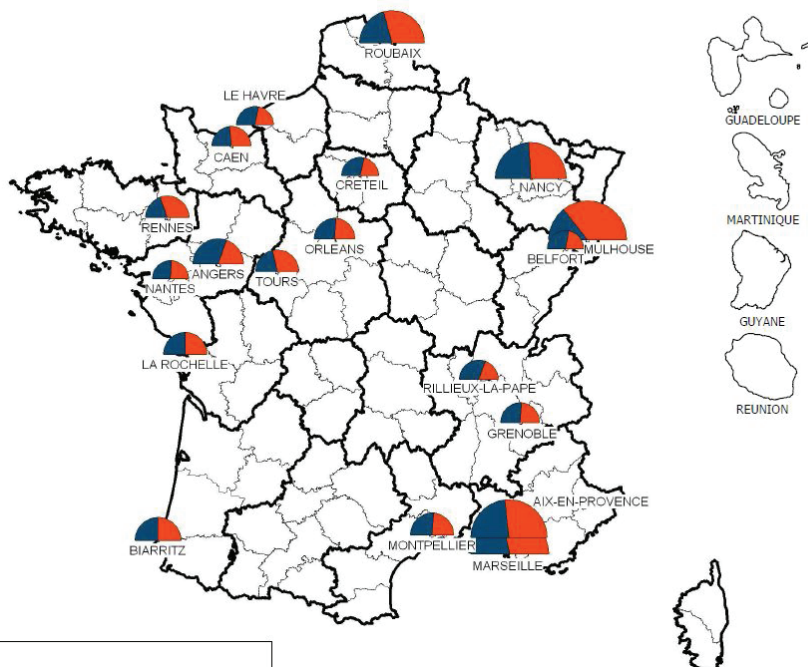 ROUBAIX
LE HAVRE
CAEN
CRETEIL
NANCY
RENNES
ORLEANS
MULHOUSE
BELFORT
ANGERS
NANTES
TOURS
LA ROCHELLE
RILLIEUX-LA-PAPE
GRENOBLE
AIX-EN-PROVENCE
BIARRITZ
MONTPELLIER
MARSEILLE
GUADELOUPE
MARTINIQUE
GUYANE
REUNION